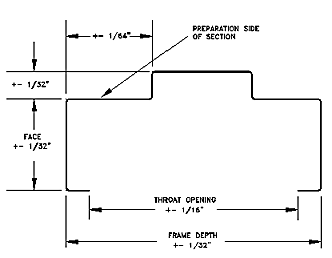 PREPARATION SIDE
OF SECTION
+- 1/64"
+- 1/32"
FACE
+- 1/32"
THROAT OPENING
+- 1/16"
FRAME DEPTH
+- 1/32"